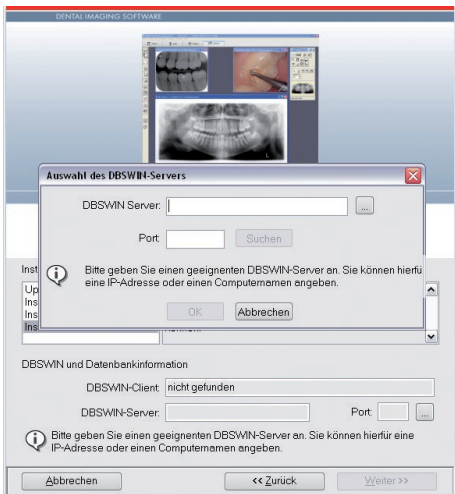 DENTAL IMAGING SOFTWARE
Auswahl des DBSWIN-Servers
DBSWIN Server:
...
Port
Suchen
Bitte geben Sie einen geeignenten DBSWIN-Server an. Sie können hierfü
eine IP-Adresse oder einen Computernamen angeben.
OK
Abbrechen
Inst
Up
Ins
Ins
Ins
DBSWIN und Datenbankinformation
DBSWIN-Client: nicht gefunden
DBSWIN-Server: Port: ...
Bitte geben Sie einen geeignenten DBSWIN-Server an. Sie können hierfür eine
IP-Adresse oder einen Computernamen angeben.
Abbrechen << Zurück Weiter >>